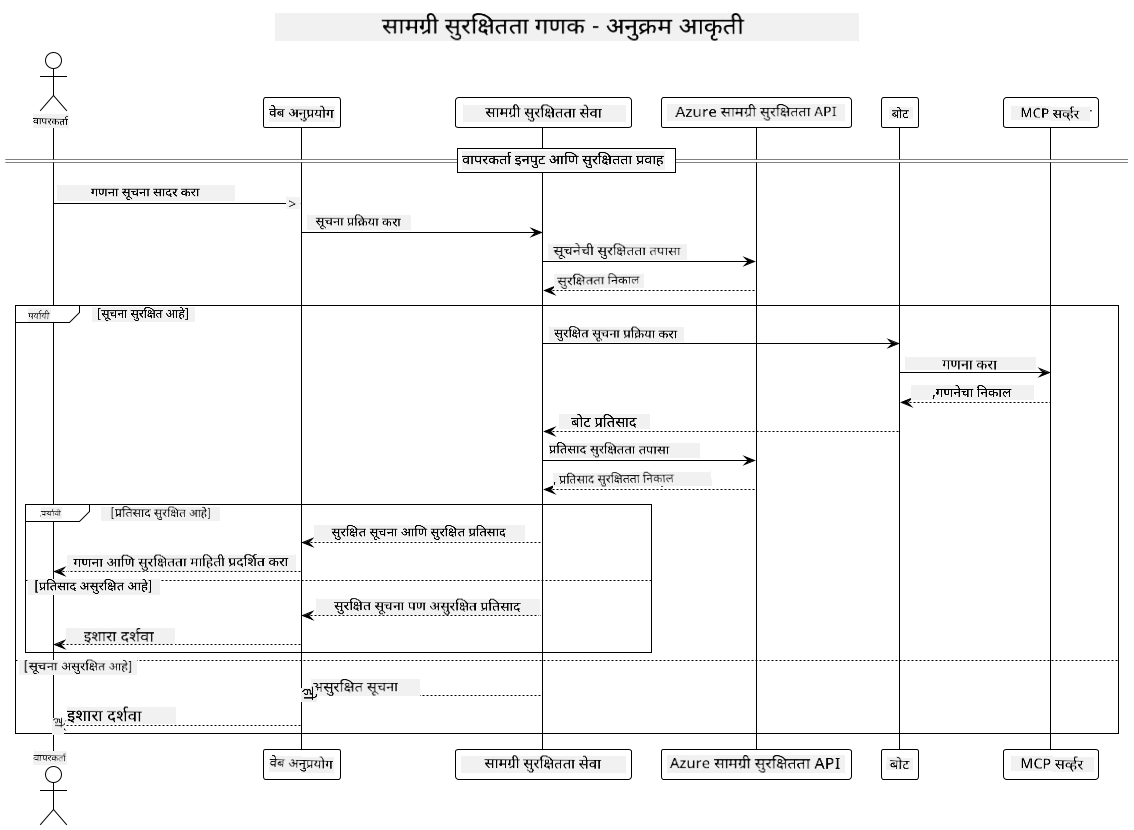 सामग्री सुरक्षितता गणक - अनुक्रम आकृती
वापरकर्ता
वेब अनुप्रयोग
सामग्री सुरक्षितता सेवा
Azure सामग्री सुरक्षितता API
बोट
MCP सर्व्हर
वापरकर्ता इनपुट आणि सुरक्षितता प्रवाह
गणना सूचना सादर करा
>
सूचना प्रक्रिया करा
सूचनेची सुरक्षितता तपासा
सुरक्षितता निकाल
पर्यायी
[सूचना सुरक्षित आहे]
सुरक्षित सूचना प्रक्रिया करा
गणना करा
,गणनेचा निकाल
बोट प्रतिसाद
प्रतिसाद सुरक्षितता तपासा
, प्रतिसाद सुरक्षितता निकाल
पर्यायी
[प्रतिसाद सुरक्षित आहे]
सुरक्षित सूचना आणि सुरक्षित प्रतिसाद
गणना आणि सुरक्षितता माहिती प्रदर्शित करा
[प्रतिसाद असुरक्षित आहे]
सुरक्षित सूचना पण असुरक्षित प्रतिसाद
इशारा दर्शवा
[सूचना असुरक्षित आहे]
असुरक्षित सूचना
इशारा दर्शवा
वापरकर्ता
वेब अनुप्रयोग
सामग्री सुरक्षितता सेवा
Azure सामग्री सुरक्षितता API
बोट
MCP सर्व्हर